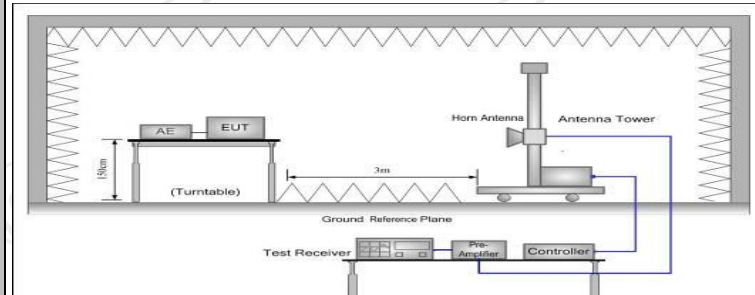 Horn Antenna
Antenna Tower
AE
EUT
150cm
3m
(Turntable)
Ground Reference Plane
Test Receiver
Pre-
Amplifier
Controller